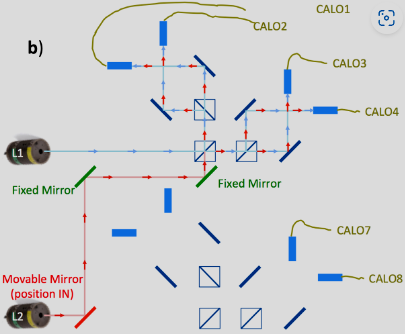 CALO1
CALO2
b)
CALO3
CALO4
L1
Fixed Mirror
Fixed Mirror
CALO7
CALO8
Movable Mirror
(position IN)
L2